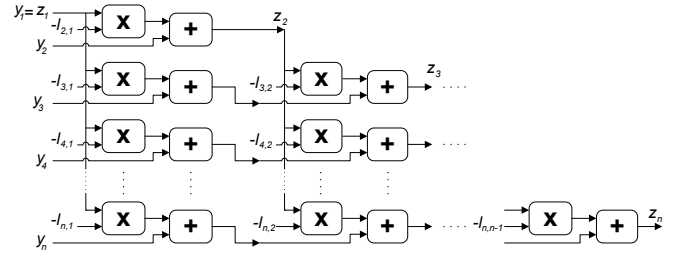 y₁= z₁ X z₂
-l₂,₁ +
y₂
-l₃,₁ X + -l₃,₂ X + z₃ ....
y₃
-l₄,₁ X + -l₄,₂ X + ....
y₄
-lₙ,₁ X + -lₙ,₂ X + .... -lₙ,ₙ₋₁ X + zₙ
yₙ